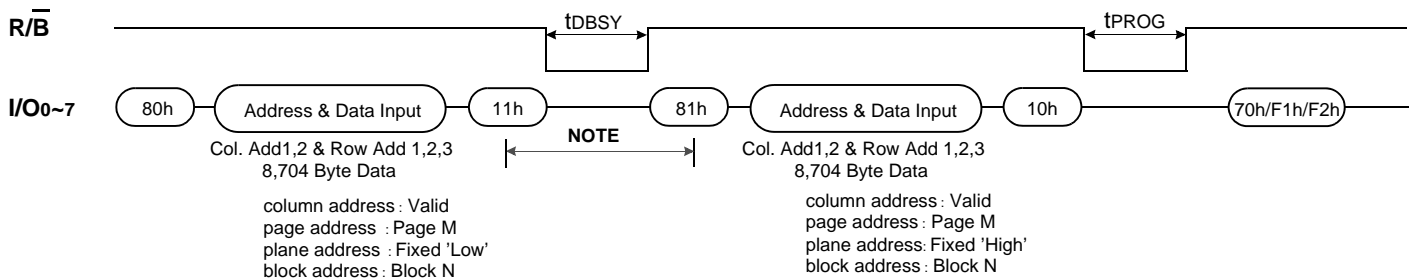 R/B tDBSY tPROG
I/O0~7 80h Address & Data Input 11h 81h Address & Data Input 10h 70h/F1h/F2h
NOTE
Col. Add1,2 & Row Add 1,2,3
8,704 Byte Data
Col. Add1,2 & Row Add 1,2,3
8,704 Byte Data
column address : Valid
page address : Page M
plane address : Fixed 'Low'
block address : Block N
column address : Valid
page address : Page M
plane address: Fixed 'High'
block address : Block N